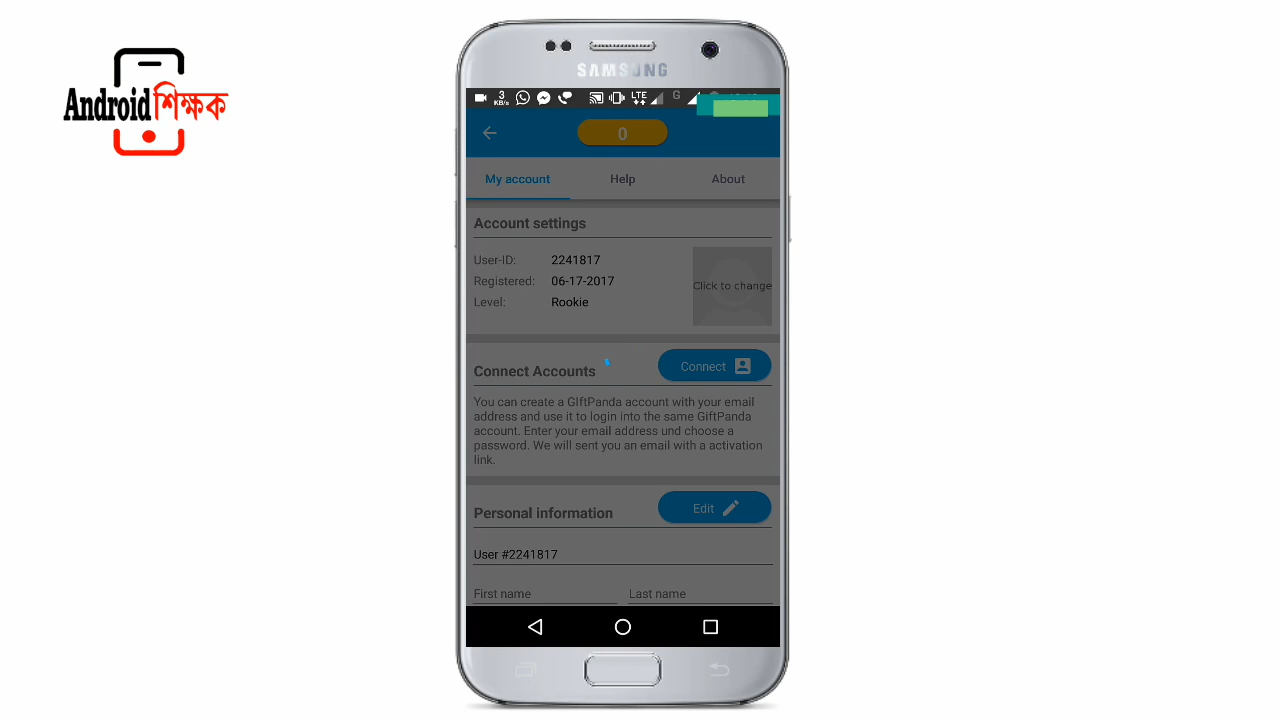 Android শিক্ষক
SAMSUNG
3
KB/s
LTE
G
0
My account
Help
About
Account settings
User-ID: 2241817
Registered: 06-17-2017
Level: Rookie
Click to change
Connect Accounts
Connect
You can create a GIftPanda account with your email
address and use it to login into the same GiftPanda
account. Enter your email address und choose a
password. We will sent you an email with a activation
link.
Personal information
Edit
User #2241817
First name
Last name